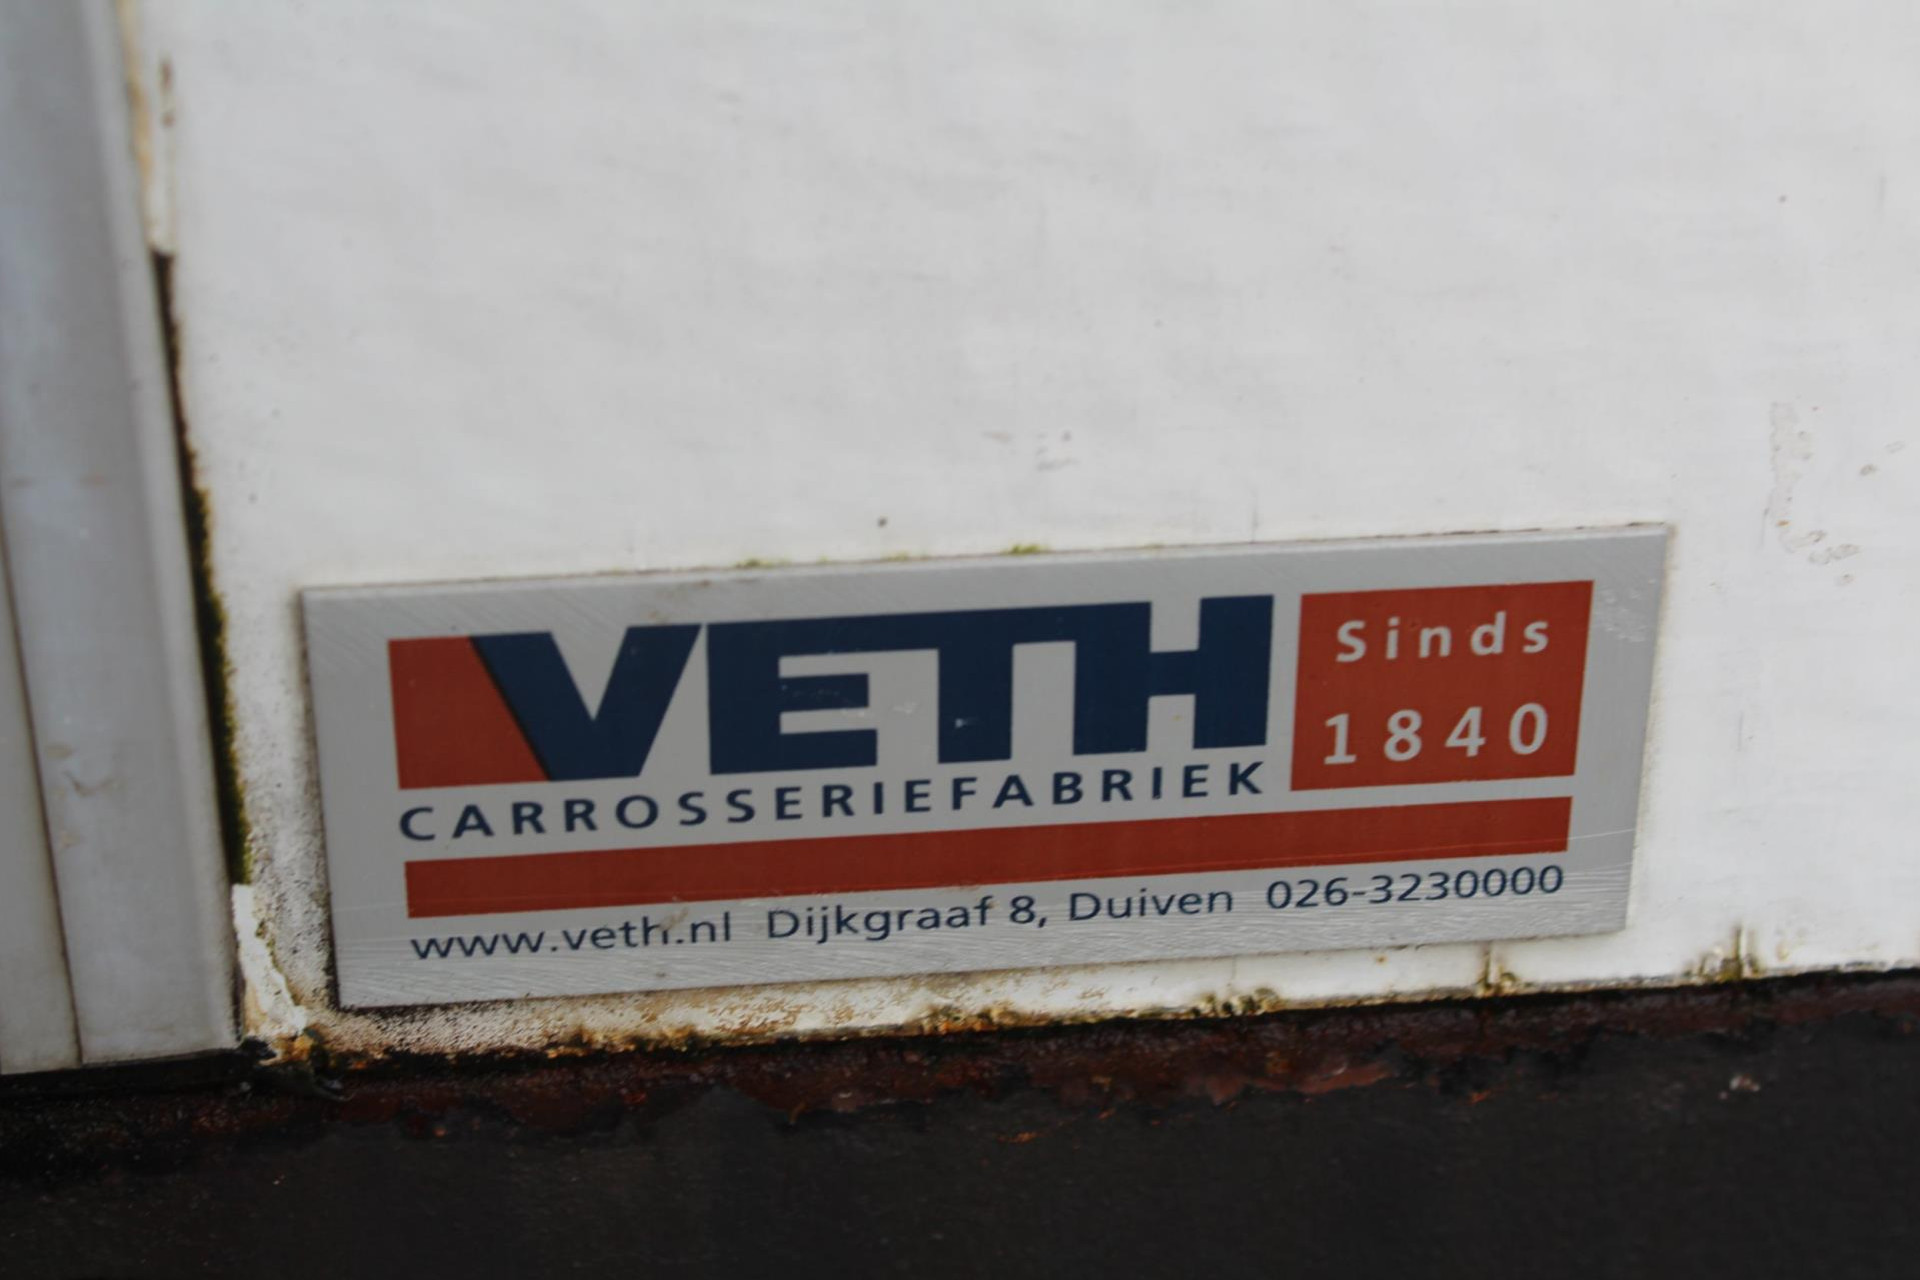 VETH
CARROSSERIEFABRIEK
Sinds
1840
www.veth.nl Dijkgraaf 8, Duiven 026-3230000